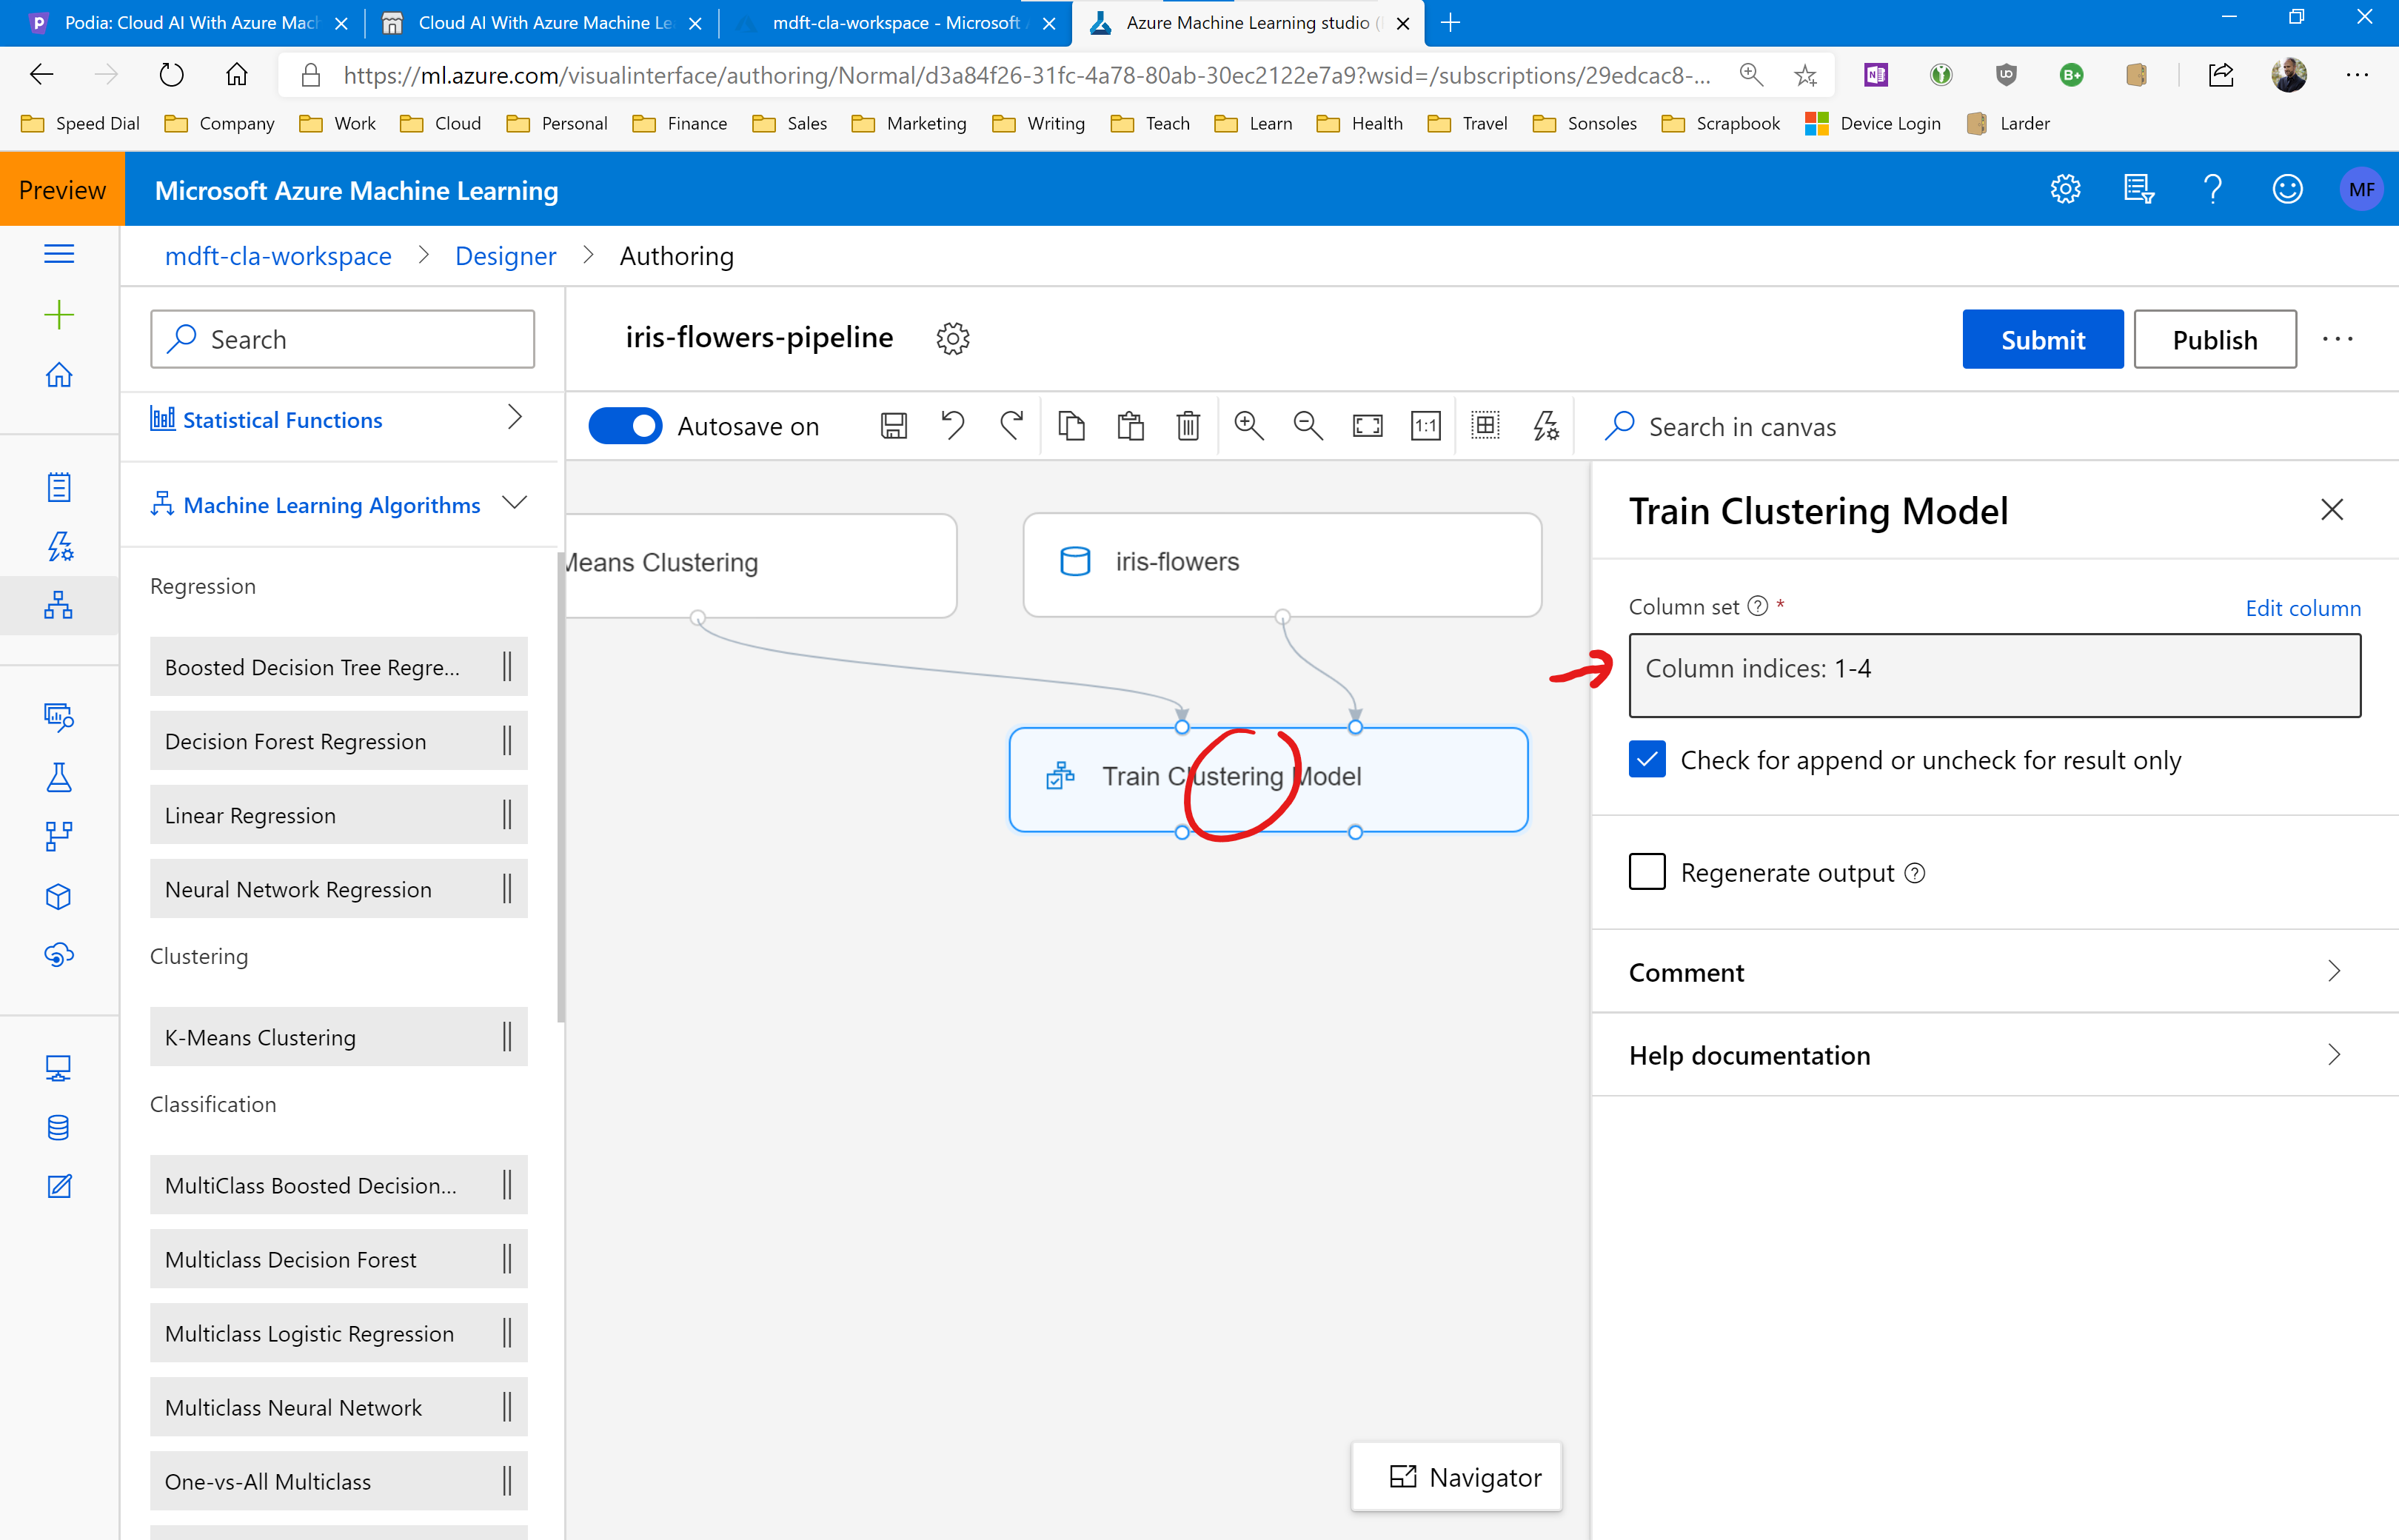 Podia: Cloud AI With Azure Mach
Cloud AI With Azure Machine Le
mdft-cla-workspace - Microsoft
Azure Machine Learning studio (
https://ml.azure.com/visualinterface/authoring/Normal/d3a84f26-31fc-4a78-80ab-30ec2122e7a9?wsid=/subscriptions/29edcac8-...
Speed Dial
Company
Work
Cloud
Personal
Finance
Sales
Marketing
Writing
Teach
Learn
Health
Travel
Sonsoles
Scrapbook
Device Login
Larder
Preview
Microsoft Azure Machine Learning
MF
mdft-cla-workspace > Designer > Authoring
Search
iris-flowers-pipeline
Submit
Publish
Statistical Functions
Autosave on
1:1
Search in canvas
Machine Learning Algorithms
Regression
Boosted Decision Tree Regre...
Decision Forest Regression
Linear Regression
Neural Network Regression
Clustering
K-Means Clustering
Classification
MultiClass Boosted Decision...
Multiclass Decision Forest
Multiclass Logistic Regression
Multiclass Neural Network
One-vs-All Multiclass
Means Clustering
iris-flowers
Train Clustering Model
Navigator
Train Clustering Model
Column set ? *
Edit column
Column indices: 1-4
Check for append or uncheck for result only
Regenerate output ?
Comment
Help documentation